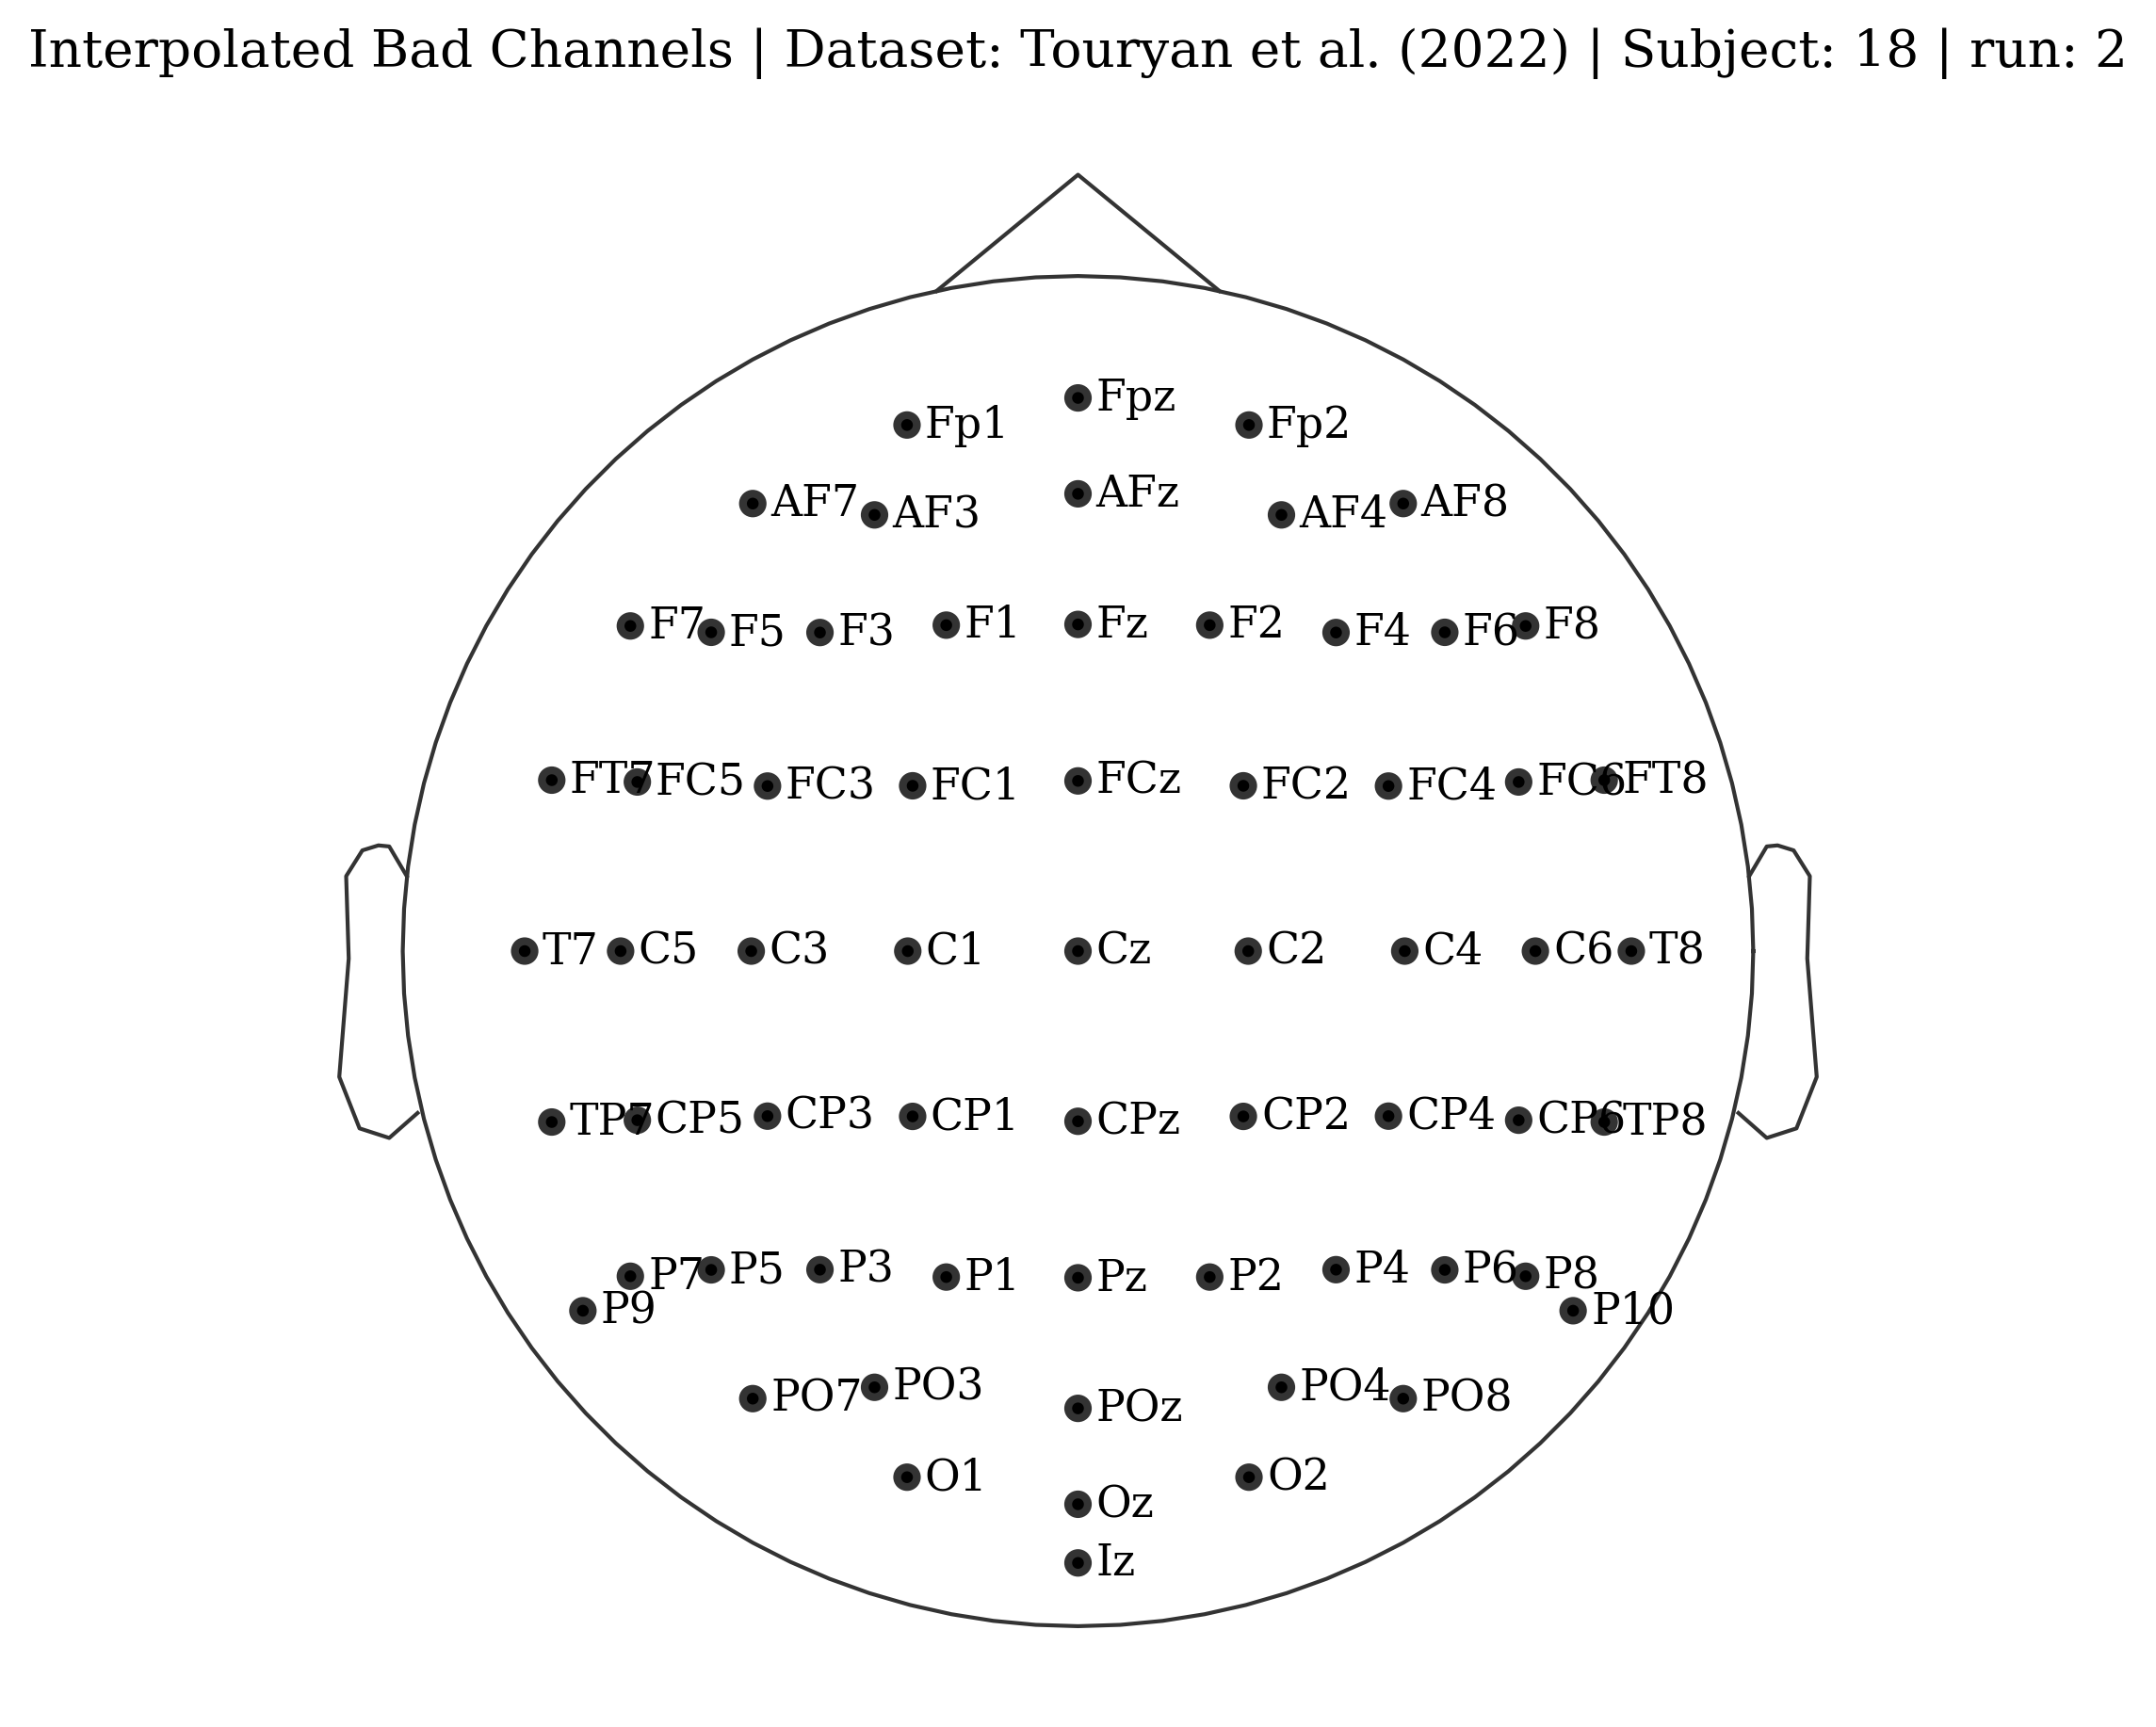 Interpolated Bad Channels | Dataset: Touryan et al. (2022) | Subject: 18 | run: 2
Fpz
Fp1 Fp2
AFz
AF7 AF3 AF4 AF8
F7 F5 F3 F1 Fz F2 F4 F6 F8
FT7 FC5 FC3 FC1 FCz FC2 FC4 FC6 FT8
T7 C5 C3 C1 Cz C2 C4 C6 T8
TP7 CP5 CP3 CP1 CPz CP2 CP4 CP6 TP8
P7 P5 P3 P1 Pz P2 P4 P6 P8
P9 P10
PO7 PO3 POz PO4 PO8
O1 O2
Oz
Iz